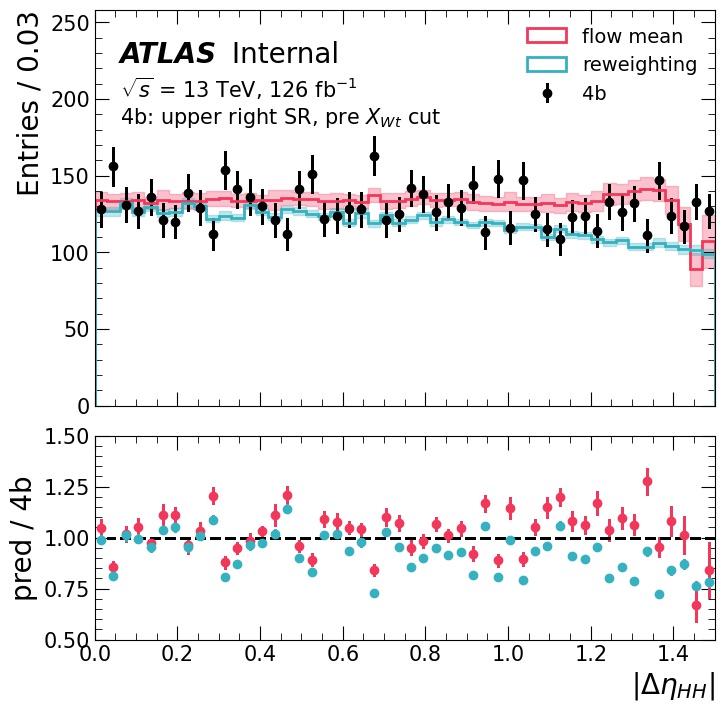 ATLAS Internal
√s = 13 TeV, 126 fb⁻¹
4b: upper right SR, pre X_Wt cut
flow mean
reweighting
4b
Entries / 0.03
250
200
150
100
50
0
pred / 4b
1.50
1.25
1.00
0.75
0.50
0.0 0.2 0.4 0.6 0.8 1.0 1.2 1.4
|Δη_HH|